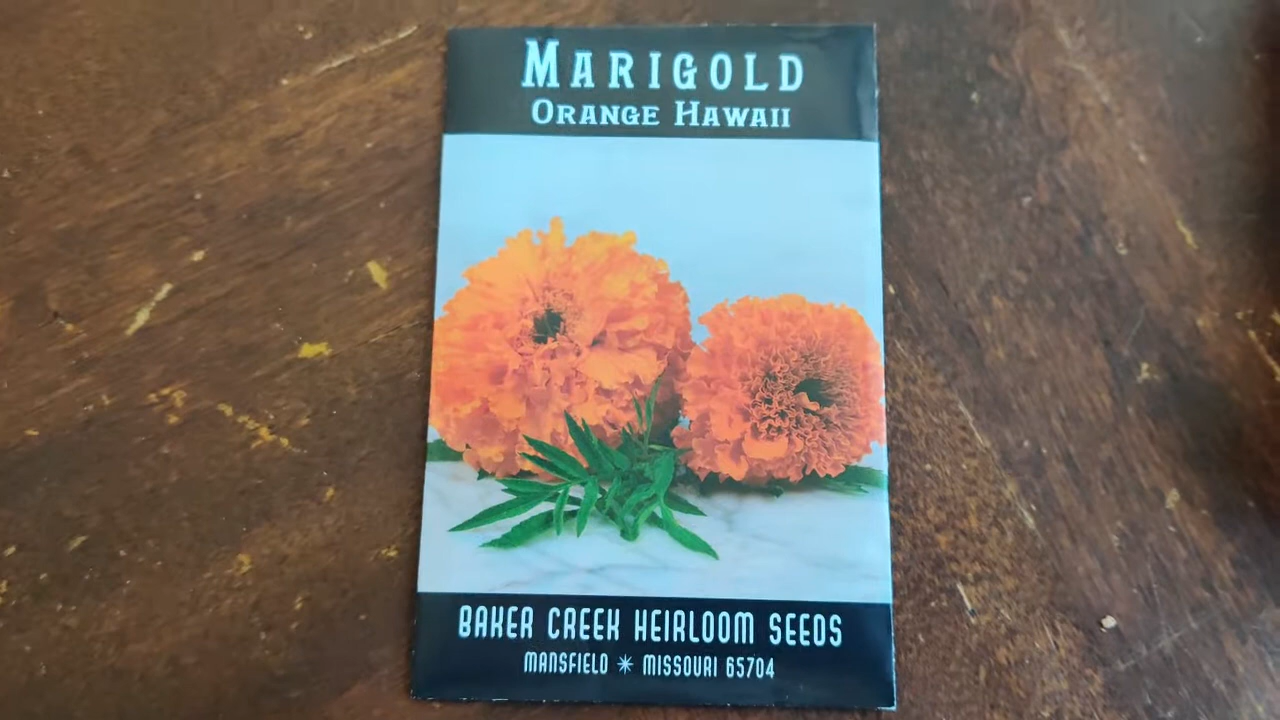 MARIGOLD
ORANGE HAWAII
BAKER CREEK HEIRLOOM SEEDS
MANSFIELD ✴ MISSOURI 65704